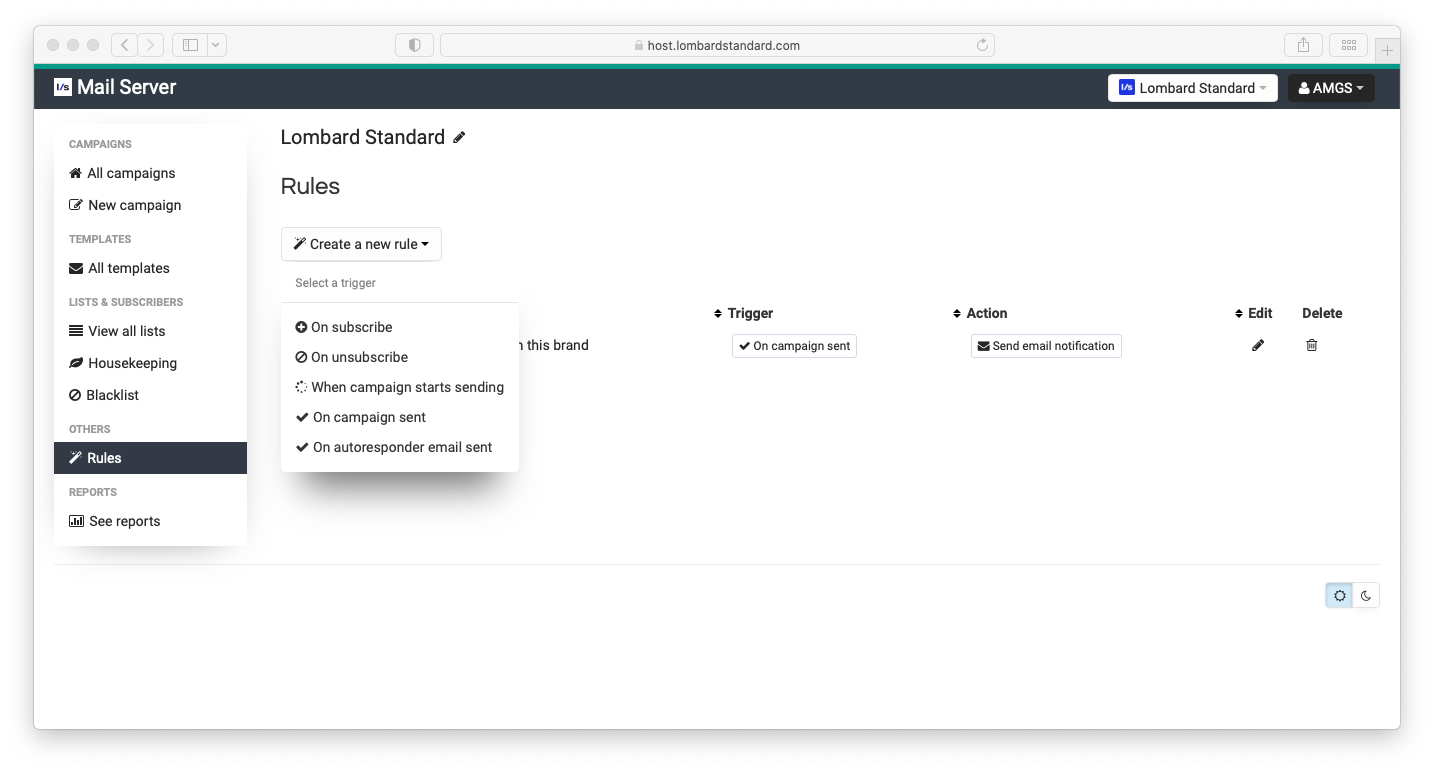 host.lombardstandard.com
l/s Mail Server
l/s Lombard Standard
AMGS
CAMPAIGNS
All campaigns
New campaign
TEMPLATES
All templates
LISTS & SUBSCRIBERS
View all lists
Housekeeping
Blacklist
OTHERS
Rules
REPORTS
See reports
Lombard Standard
Rules
Create a new rule
Select a trigger
On subscribe
On unsubscribe
When campaign starts sending
On campaign sent
On autoresponder email sent
Trigger Action Edit Delete
this brand On campaign sent Send email notification